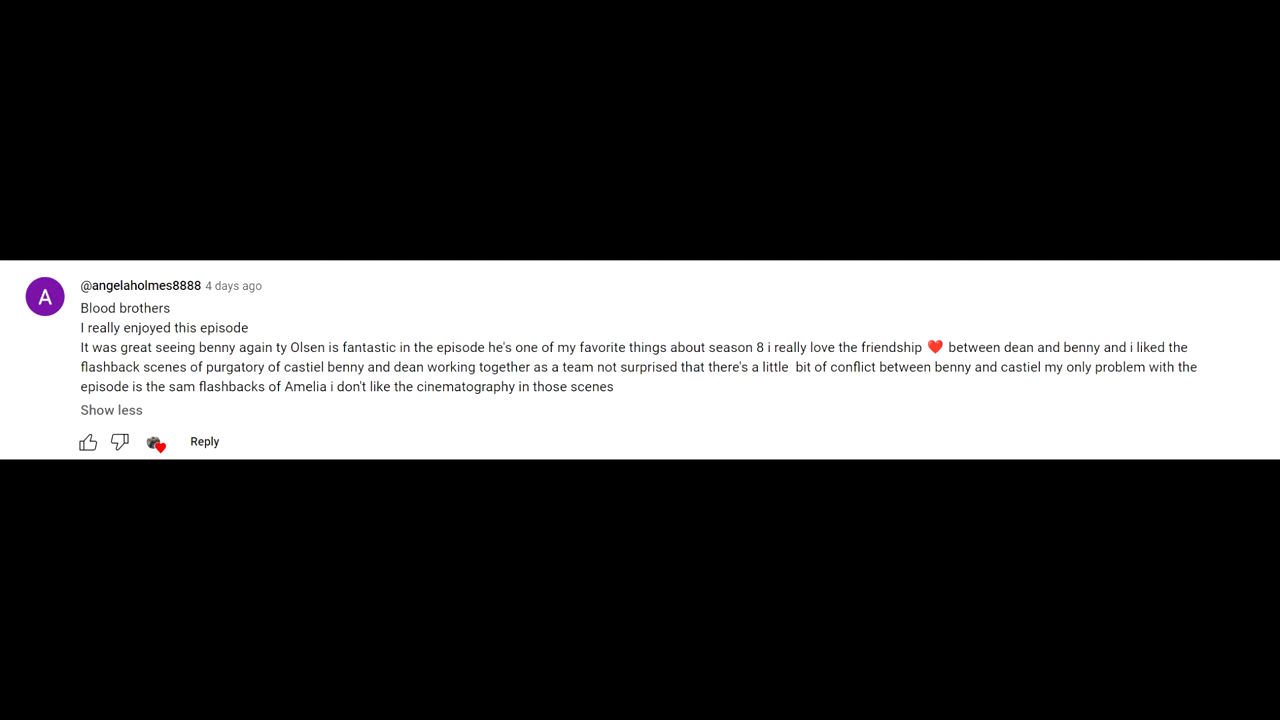 A
@angelaholmes8888 4 days ago
Blood brothers
I really enjoyed this episode
It was great seeing benny again ty Olsen is fantastic in the episode he's one of my favorite things about season 8 i really love the friendship ❤️ between dean and benny and i liked the
flashback scenes of purgatory of castiel benny and dean working together as a team not surprised that there's a little  bit of conflict between benny and castiel my only problem with the
episode is the sam flashbacks of Amelia i don't like the cinematography in those scenes
Show less
Reply